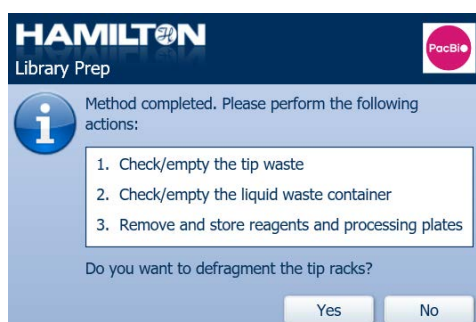 HAMILTON
PacBio
Library Prep
Method completed. Please perform the following
actions:
1. Check/empty the tip waste
2. Check/empty the liquid waste container
3. Remove and store reagents and processing plates
Do you want to defragment the tip racks?
Yes No